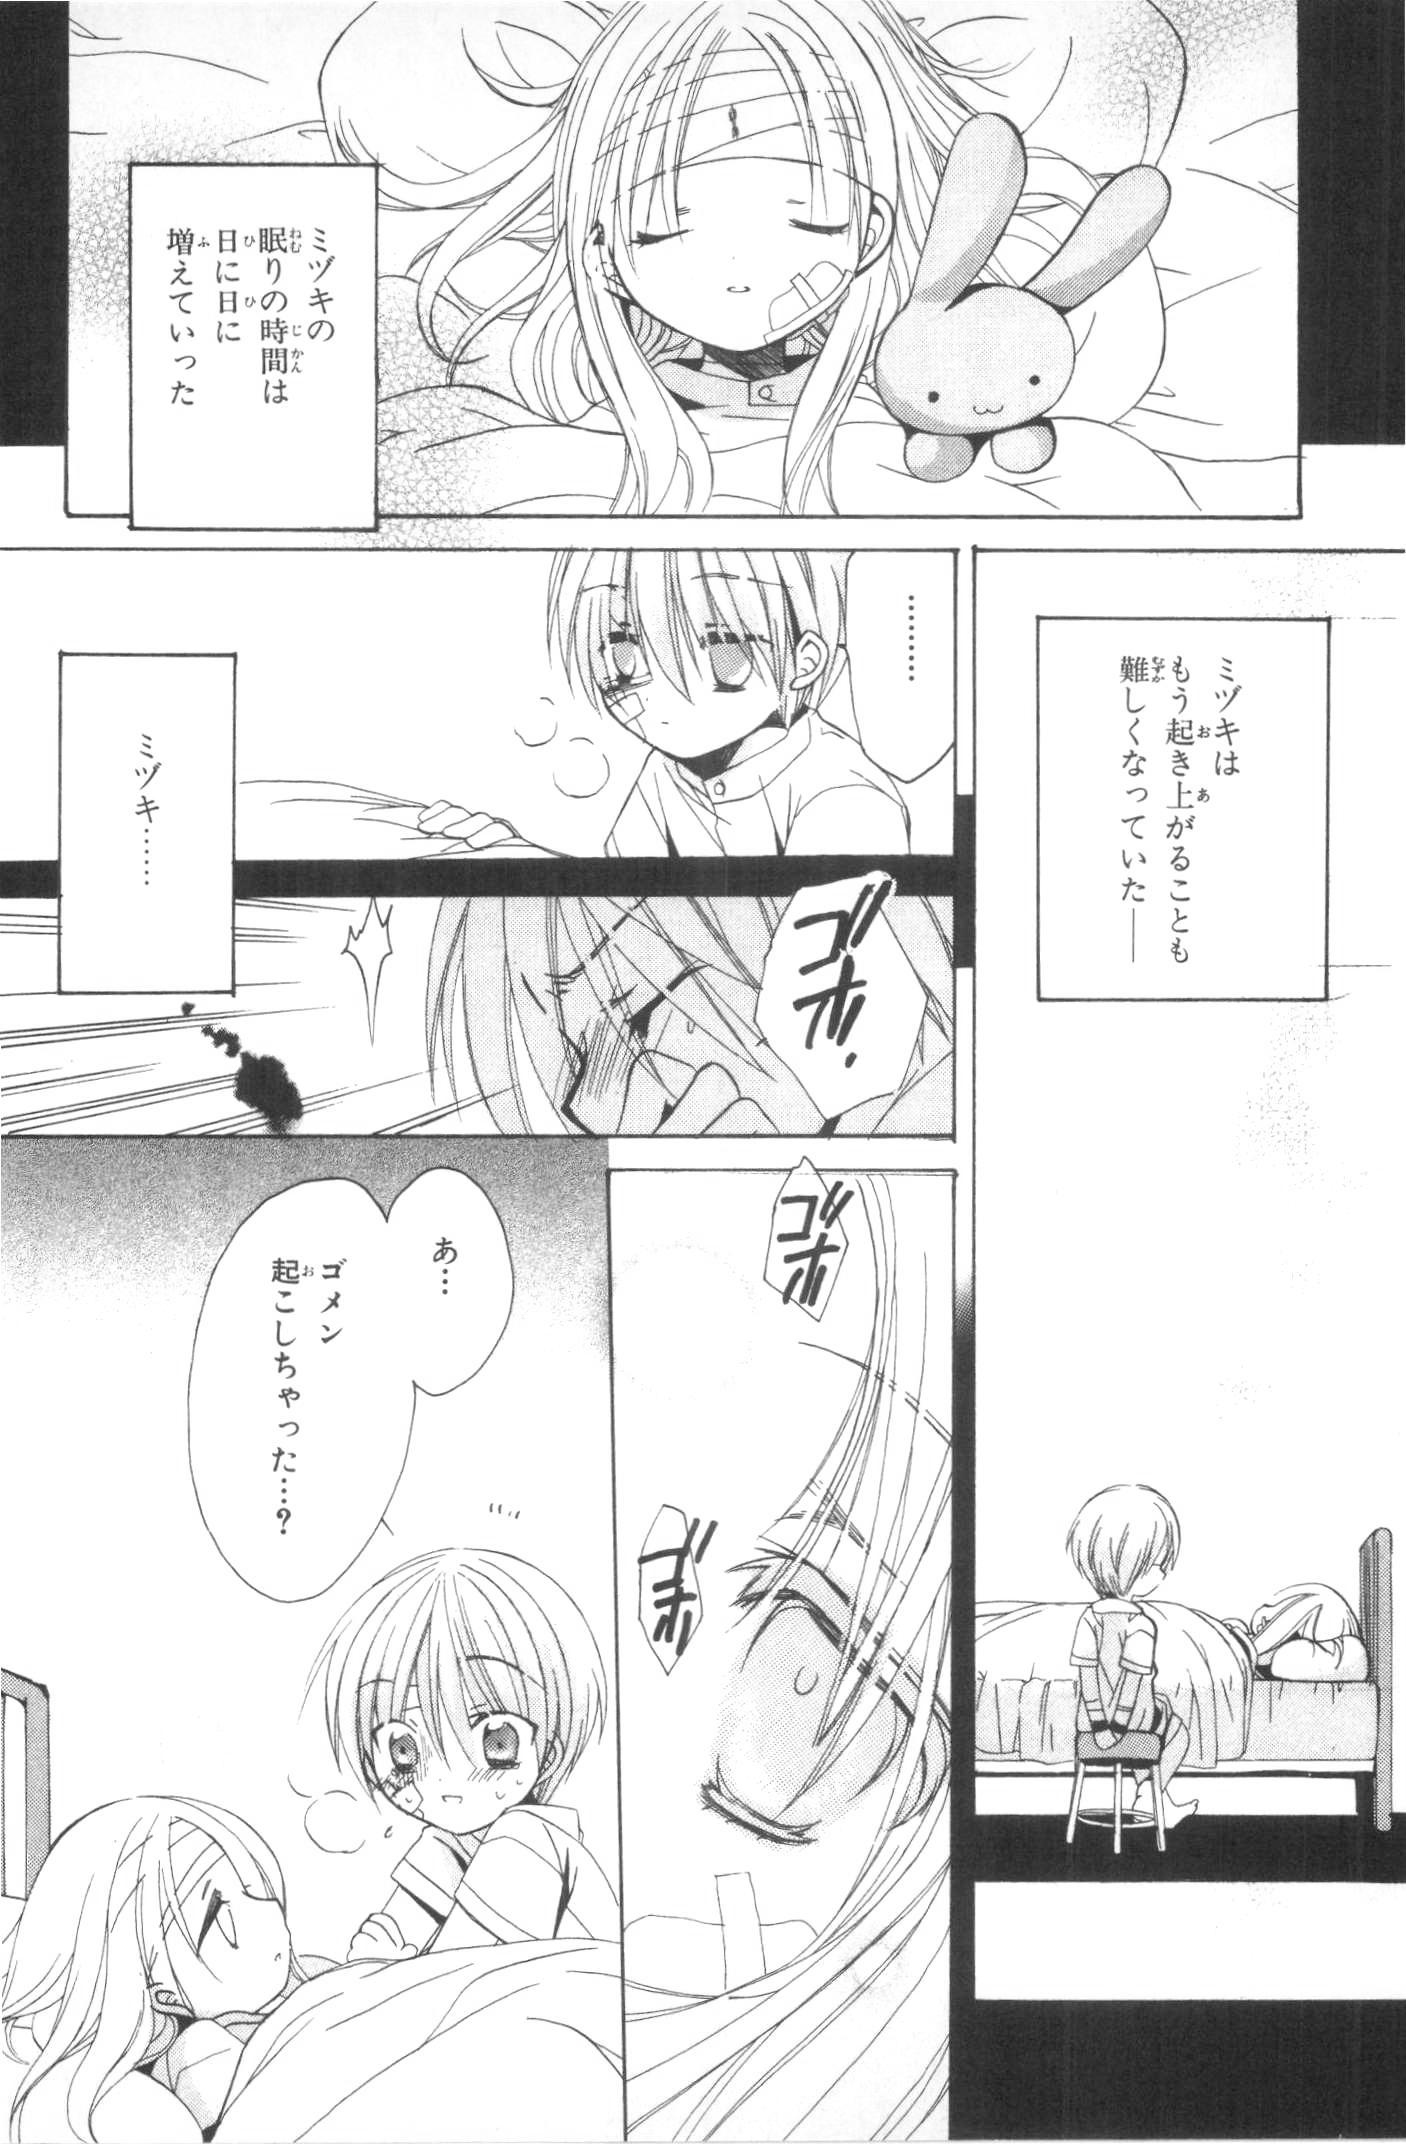 ミヅキの
眠りの時間は
日に日に
増えていった
ミヅキは
もう起き上がることも
難しくなっていた―
………
ミヅキ……
ゴホ!
ゴホ
ゴホ
あ…
ゴメン
起こしちゃった…?